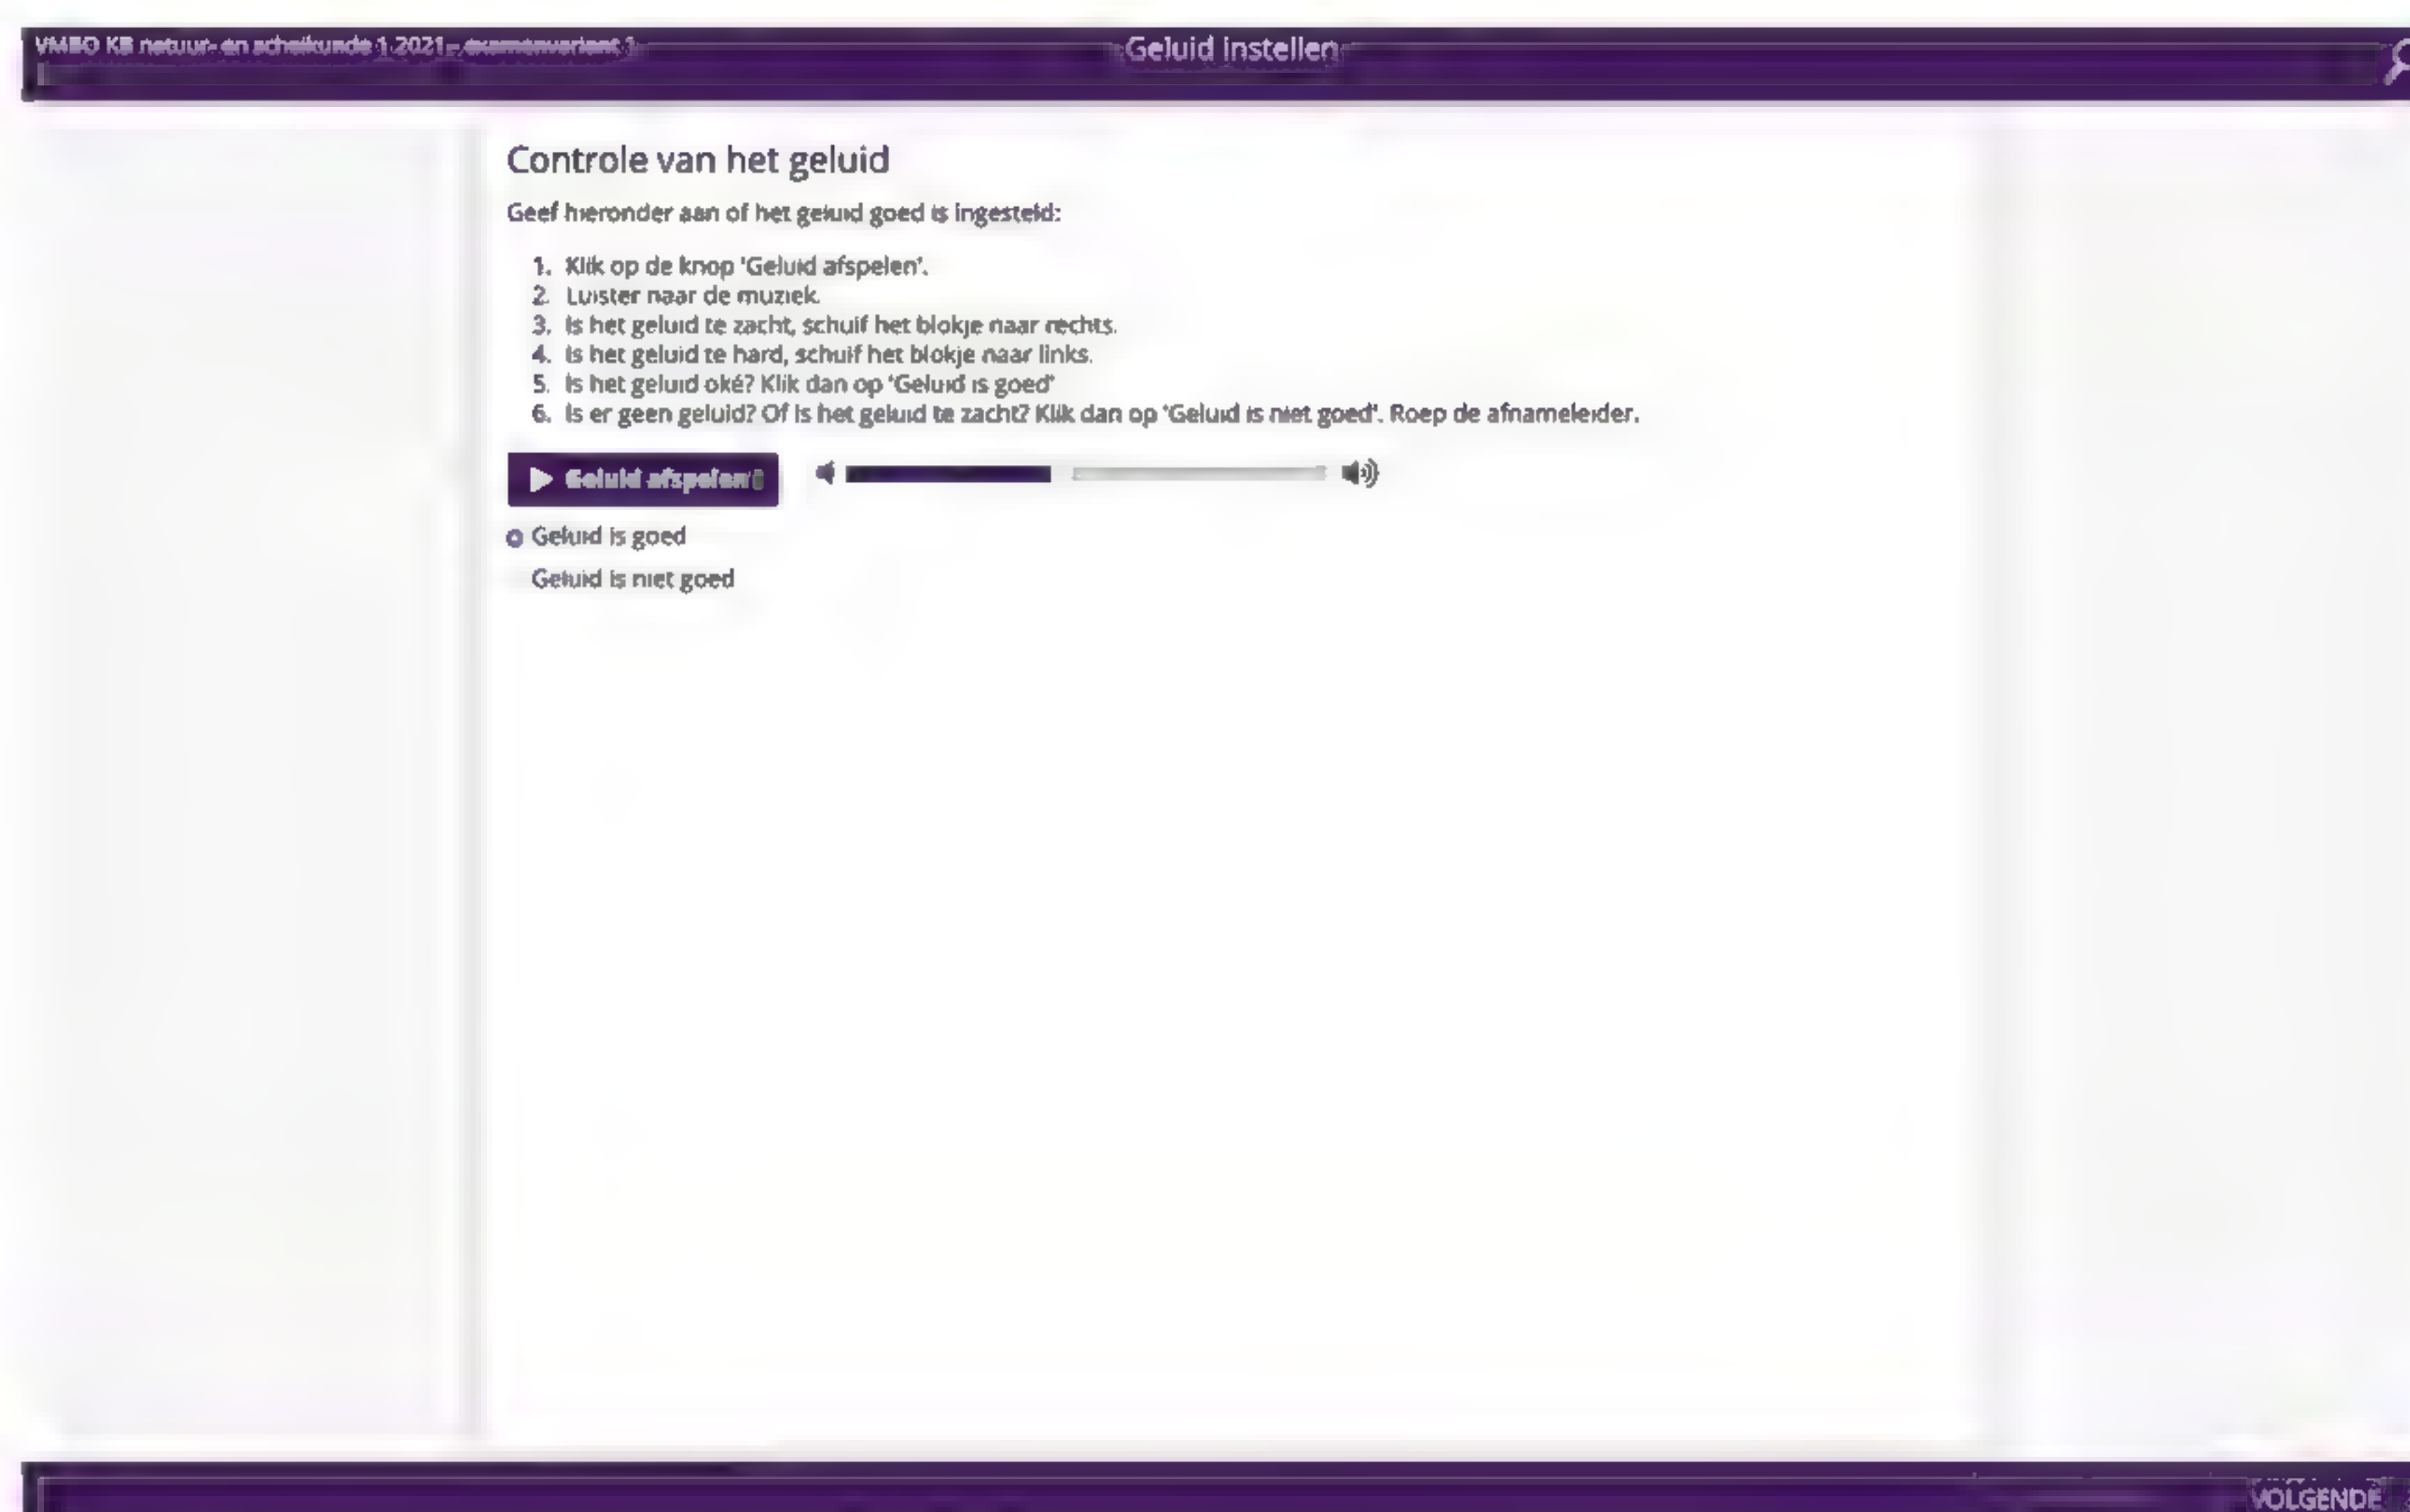 VMBO KB natuur- en scheikunde 1 2021 - examenvariant 1
Geluid instellen
Controle van het geluid
Geef hieronder aan of het geluid goed is ingesteld:
1. Klik op de knop 'Geluid afspelen'.
2. Luister naar de muziek.
3. Is het geluid te zacht, schuif het blokje naar rechts.
4. Is het geluid te hard, schuif het blokje naar links.
5. Is het geluid oké? Klik dan op 'Geluid is goed'
6. Is er geen geluid? Of is het geluid te zacht? Klik dan op 'Geluid is niet goed'. Roep de afnameleider.
Geluid afspelen
Geluid is goed
Geluid is niet goed
VOLGENDE